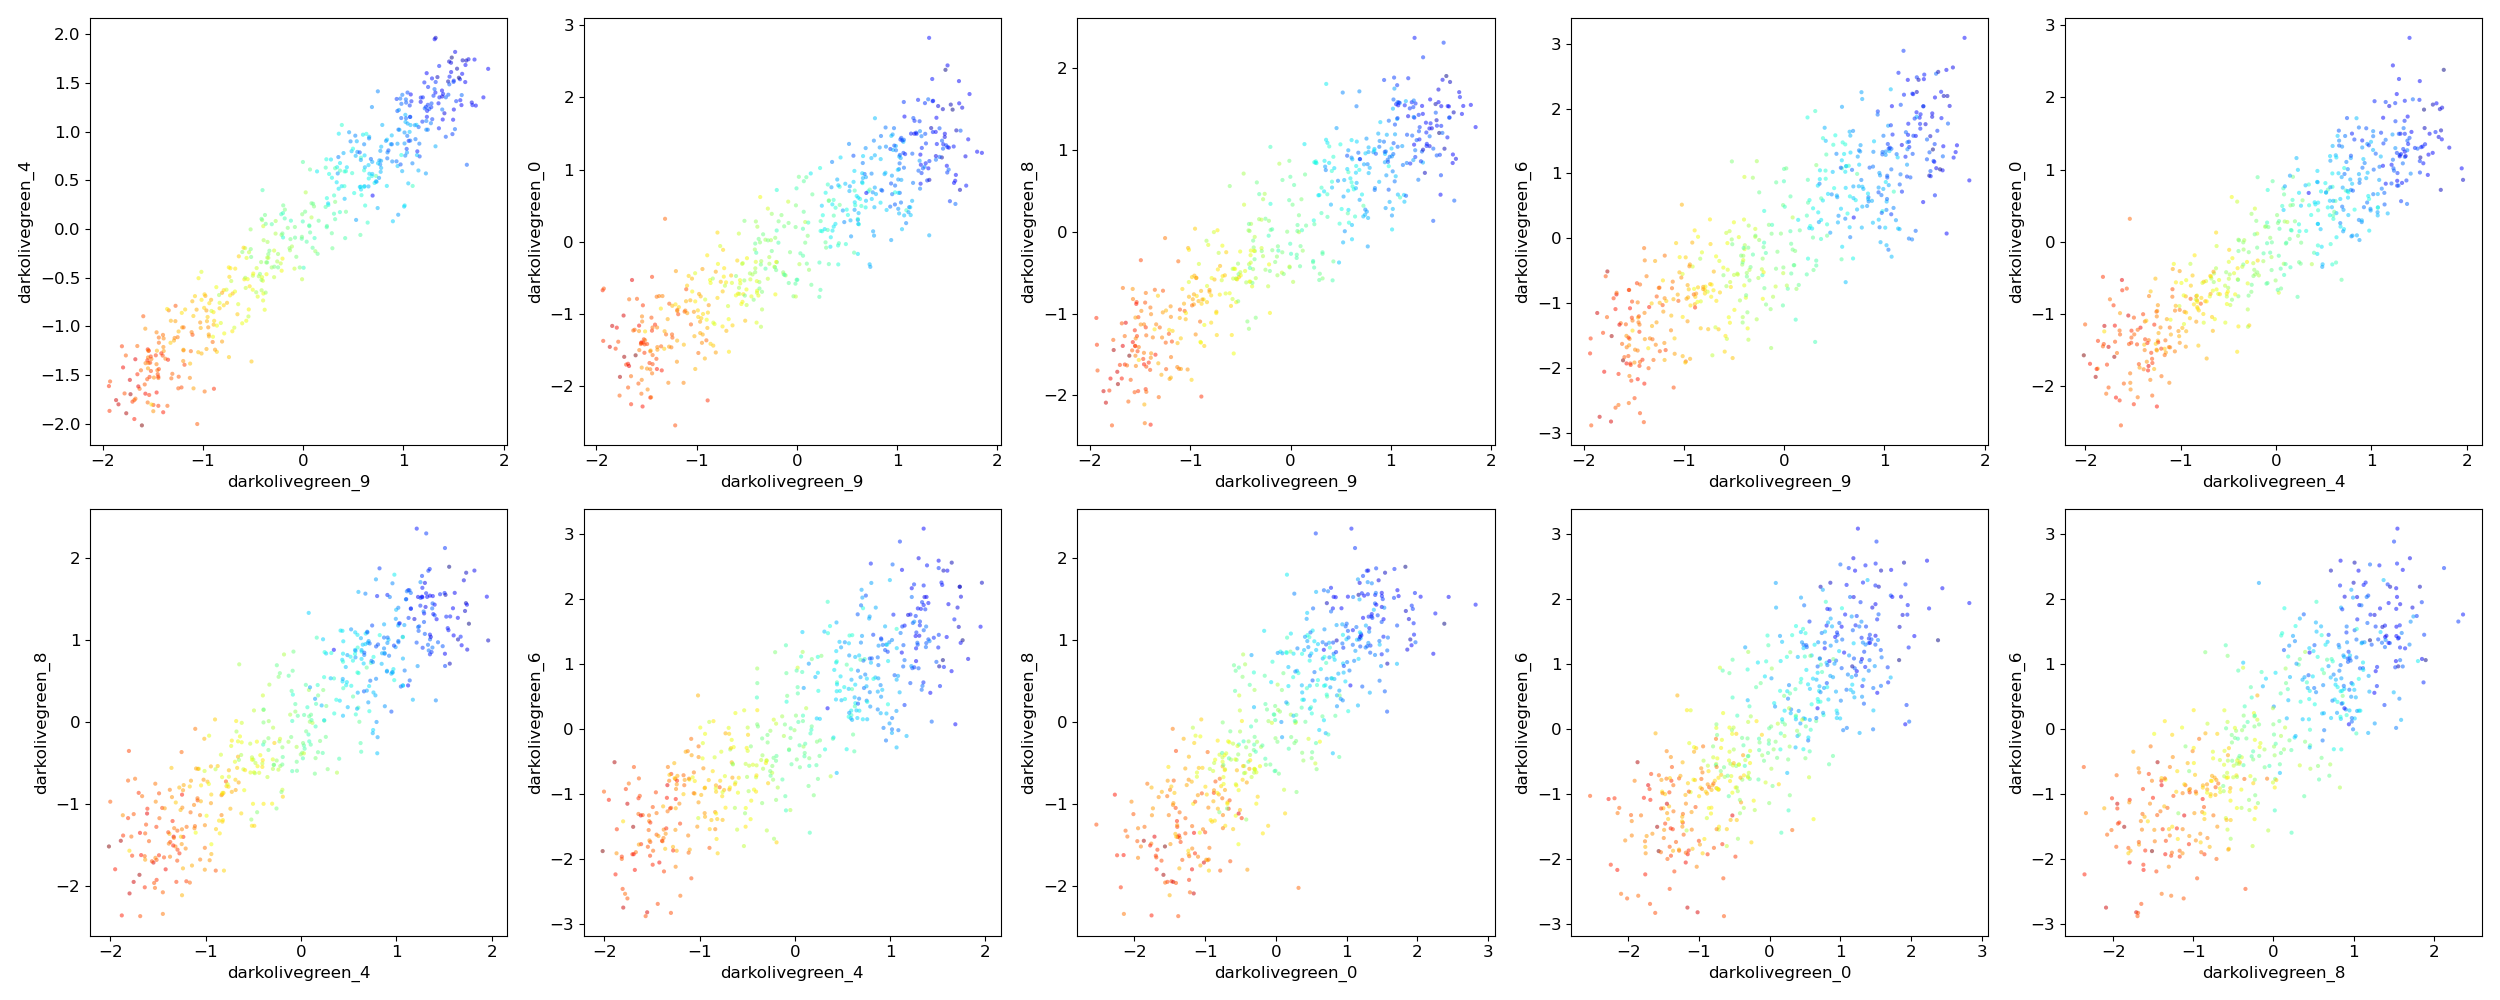 2.0
1.5
1.0
0.5
0.0
−0.5
−1.0
−1.5
−2.0
darkolivegreen_4
−2 −1 0 1 2
darkolivegreen_9
3
2
1
0
−1
−2
darkolivegreen_0
−2 −1 0 1 2
darkolivegreen_9
2
1
0
−1
−2
darkolivegreen_8
−2 −1 0 1 2
darkolivegreen_9
3
2
1
0
−1
−2
−3
darkolivegreen_6
−2 −1 0 1 2
darkolivegreen_9
3
2
1
0
−1
−2
darkolivegreen_0
−2 −1 0 1 2
darkolivegreen_4
2
1
0
−1
−2
darkolivegreen_8
−2 −1 0 1 2
darkolivegreen_4
3
2
1
0
−1
−2
−3
darkolivegreen_6
−2 −1 0 1 2
darkolivegreen_4
2
1
0
−1
−2
darkolivegreen_8
−2 −1 0 1 2 3
darkolivegreen_0
3
2
1
0
−1
−2
−3
darkolivegreen_6
−2 −1 0 1 2 3
darkolivegreen_0
3
2
1
0
−1
−2
−3
darkolivegreen_6
−2 −1 0 1 2
darkolivegreen_8